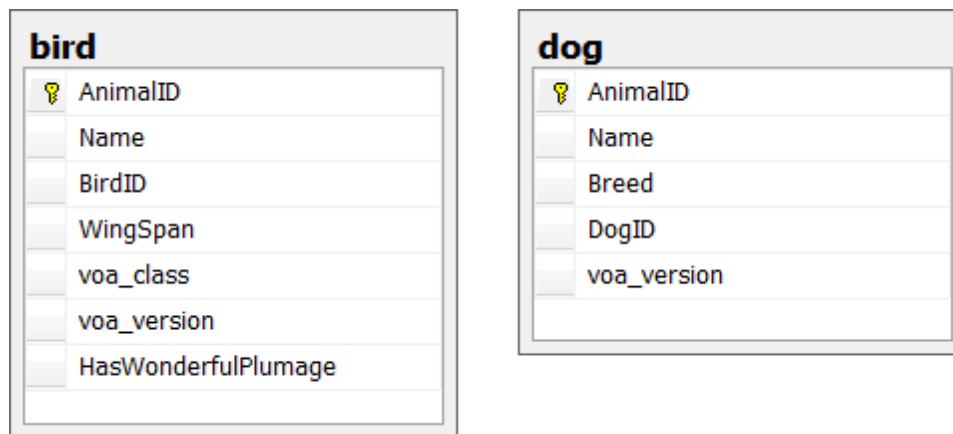 bird
AnimalID
Name
BirdID
WingSpan
voa_class
voa_version
HasWonderfulPlumage
dog
AnimalID
Name
Breed
DogID
voa_version